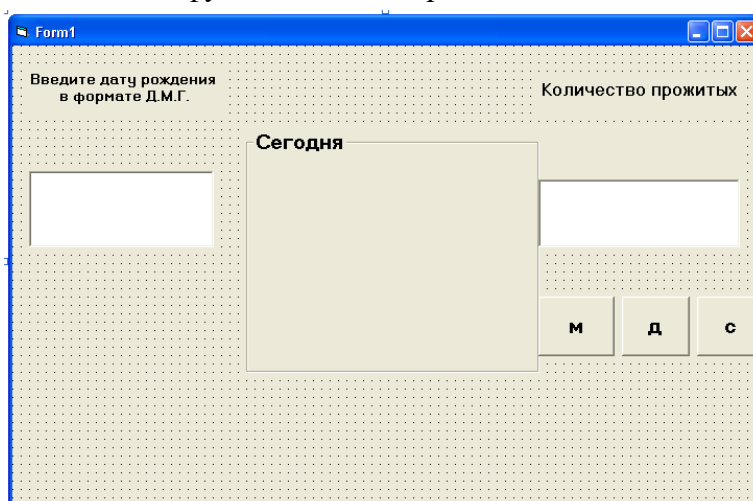 Form1
Введите дату рождения
в формате Д.М.Г.
Количество прожитых
Сегодня
м
д
с